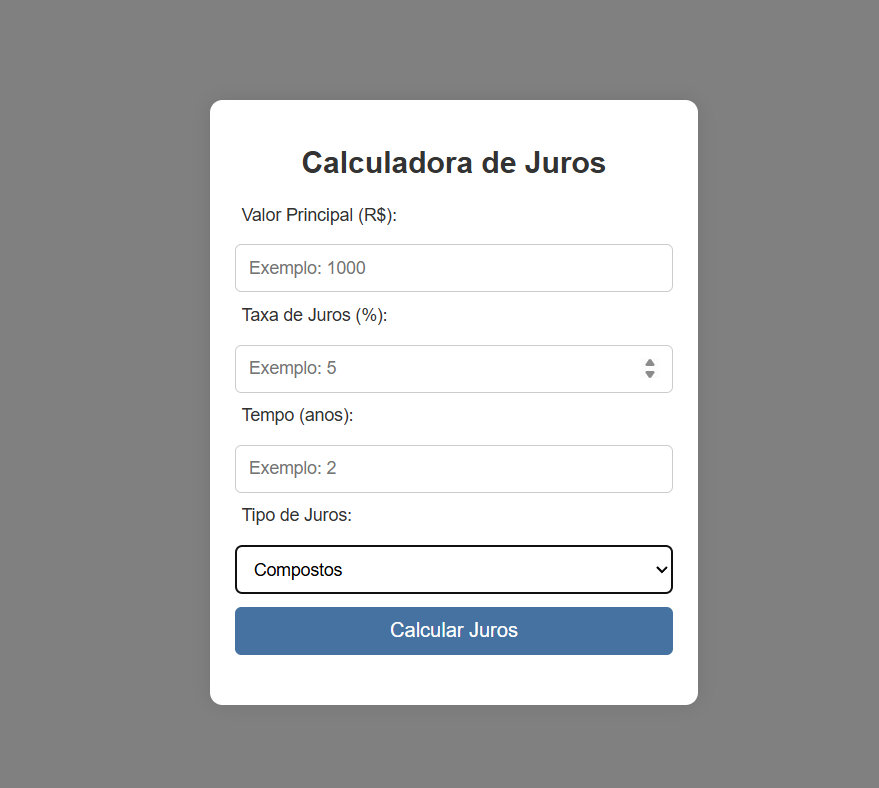 Calculadora de Juros
Valor Principal (R$):
Exemplo: 1000
Taxa de Juros (%):
Exemplo: 5
Tempo (anos):
Exemplo: 2
Tipo de Juros:
Compostos
Calcular Juros